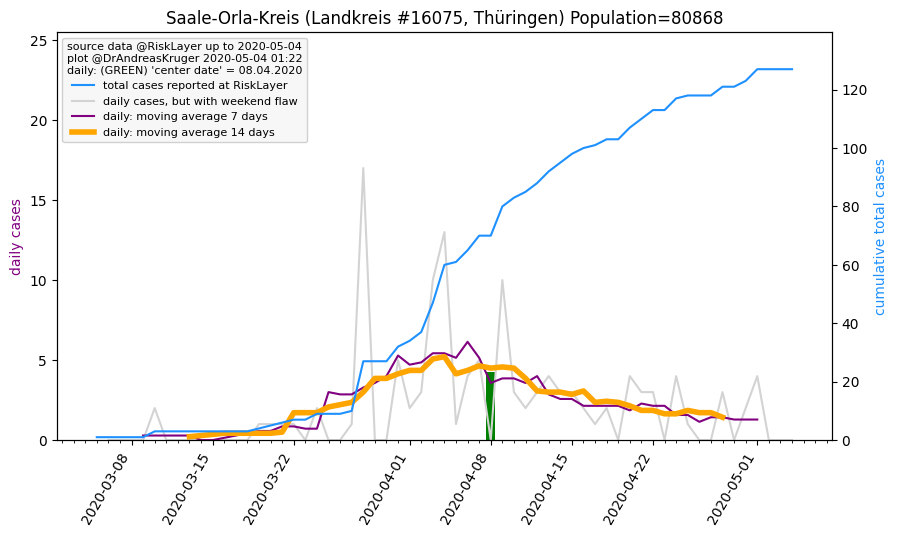 Saale-Orla-Kreis (Landkreis #16075, Thüringen) Population=80868
source data @RiskLayer up to 2020-05-04
plot @DrAndreasKruger 2020-05-04 01:22
daily: (GREEN) 'center date' = 08.04.2020
total cases reported at RiskLayer
daily cases, but with weekend flaw
daily: moving average 7 days
daily: moving average 14 days
daily cases
25
20
15
10
5
0
cumulative total cases
120
100
80
60
40
20
0
2020-03-08
2020-03-15
2020-03-22
2020-04-01
2020-04-08
2020-04-15
2020-04-22
2020-05-01